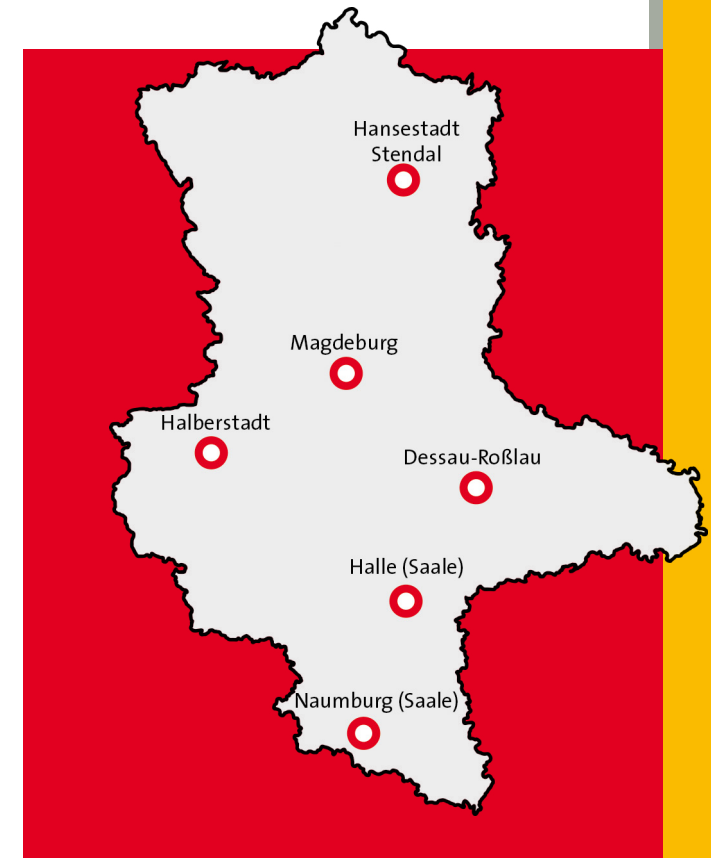 Hansestadt
Stendal
Magdeburg
Halberstadt
Dessau-Roßlau
Halle (Saale)
Naumburg (Saale)